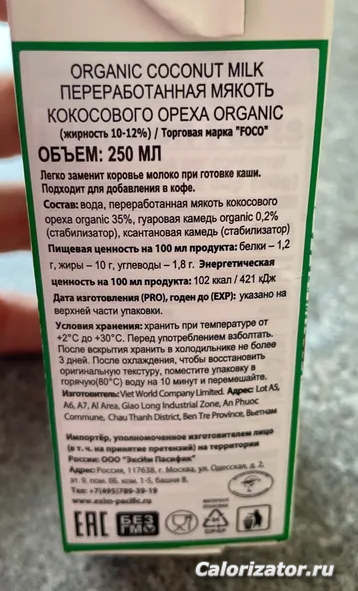 ORGANIC COCONUT MILK
ПЕРЕРАБОТАННАЯ МЯКОТЬ
КОКОСОВОГО ОРЕХА ORGANIC
(жирность 10-12%) / Торговая марка "FOCO"
ОБЪЕМ: 250 МЛ
Легко заменит коровье молоко при готовке каши.
Подходит для добавления в кофе.
Состав: вода, переработанная мякоть кокосового
ореха organic 35%, гуаровая камедь organic 0,2%
(стабилизатор), ксантановая камедь (стабилизатор)
Пищевая ценность на 100 мл продукта: белки – 1,2
г, жиры – 10 г, углеводы – 1,8 г. Энергетическая
ценность на 100 мл продукта: 102 ккал / 421 кДж
Дата изготовления (PRO), годен до (EXP): указано на
верхней части упаковки.
Условия хранения: хранить при температуре от
+2°С до +30°С. Перед употреблением взболтать.
После вскрытия хранить в холодильнике не более
3 дней. После охлаждения, чтобы восстановить
оригинальную текстуру, поместите упаковку в
горячую(80°С) воду на 10 минут и перемешайте.
Изготовитель: Viet World Company Limited. Адрес: Lot A5,
A6, A7, AI Area, Giao Long Industrial Zone, An Phuoc
Commune, Chau Thanh District, Ben Tre Province, Вьетнам
Импортёр, уполномоченное изготовителем лицо
(в т. ч. на принятие претензий) на территории
России: ООО "ЭксИм Пасифик"
Адрес: Россия, 117638, г. Москва, ул. Одесская, д. 2,
эт. 9, пом. IIБ, ком. 1-5, башня В.
Тел.: +7(495)789-39-19
www.exim-pacific.ru
EAC
БЕЗ
ГМО
Calorizator.ru